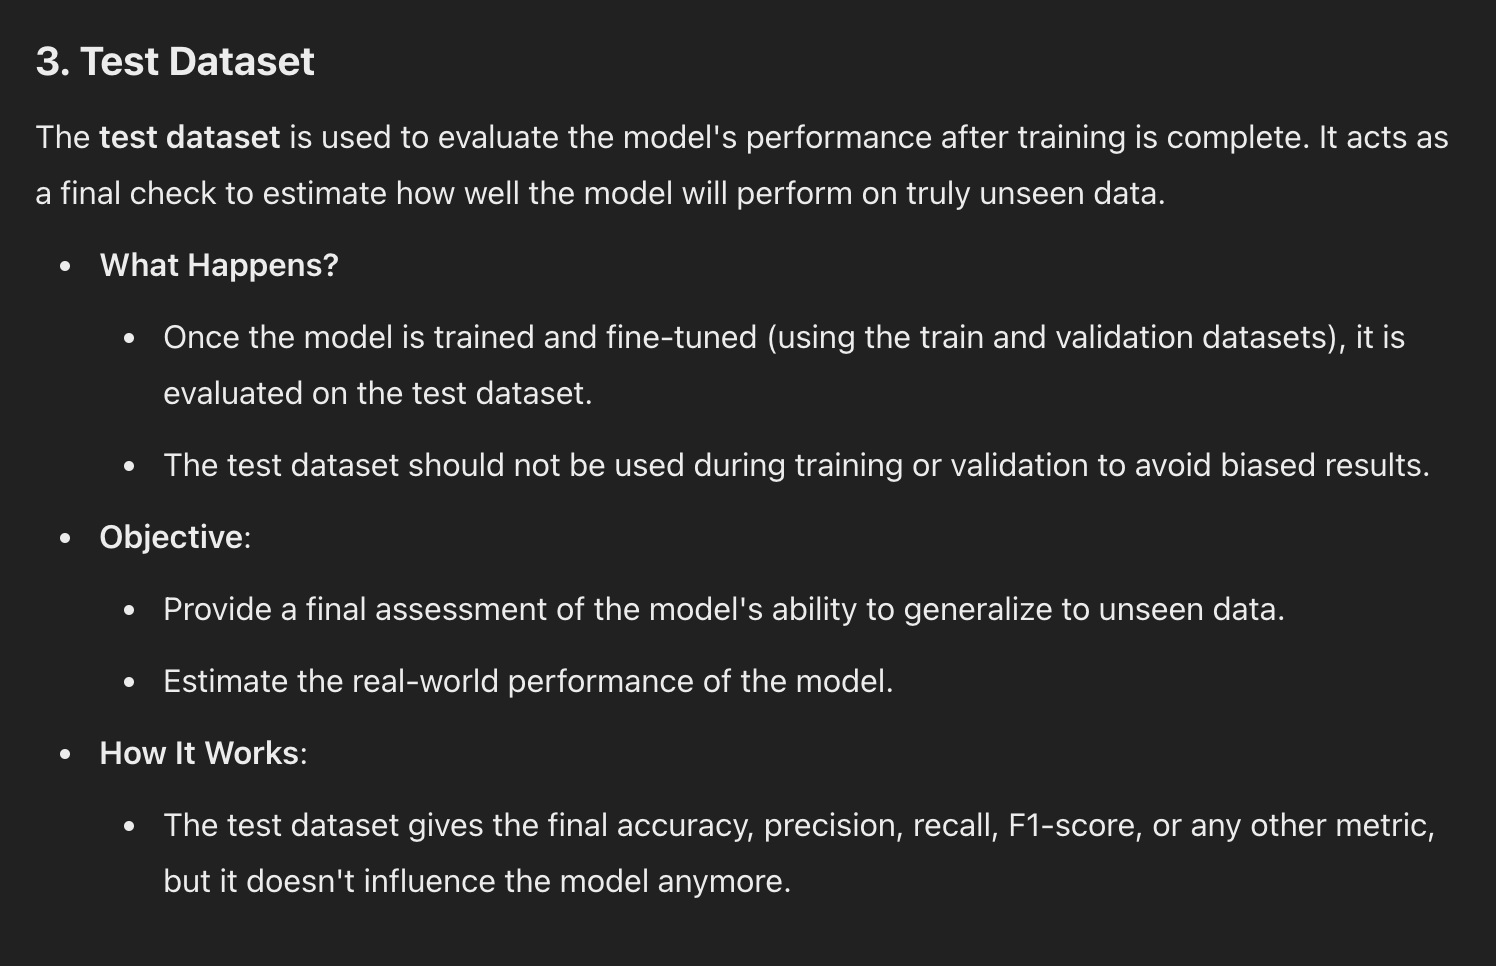 3. Test Dataset
The test dataset is used to evaluate the model's performance after training is complete. It acts as
a final check to estimate how well the model will perform on truly unseen data.
• What Happens?
• Once the model is trained and fine-tuned (using the train and validation datasets), it is
evaluated on the test dataset.
• The test dataset should not be used during training or validation to avoid biased results.
• Objective:
• Provide a final assessment of the model's ability to generalize to unseen data.
• Estimate the real-world performance of the model.
• How It Works:
• The test dataset gives the final accuracy, precision, recall, F1-score, or any other metric,
but it doesn't influence the model anymore.